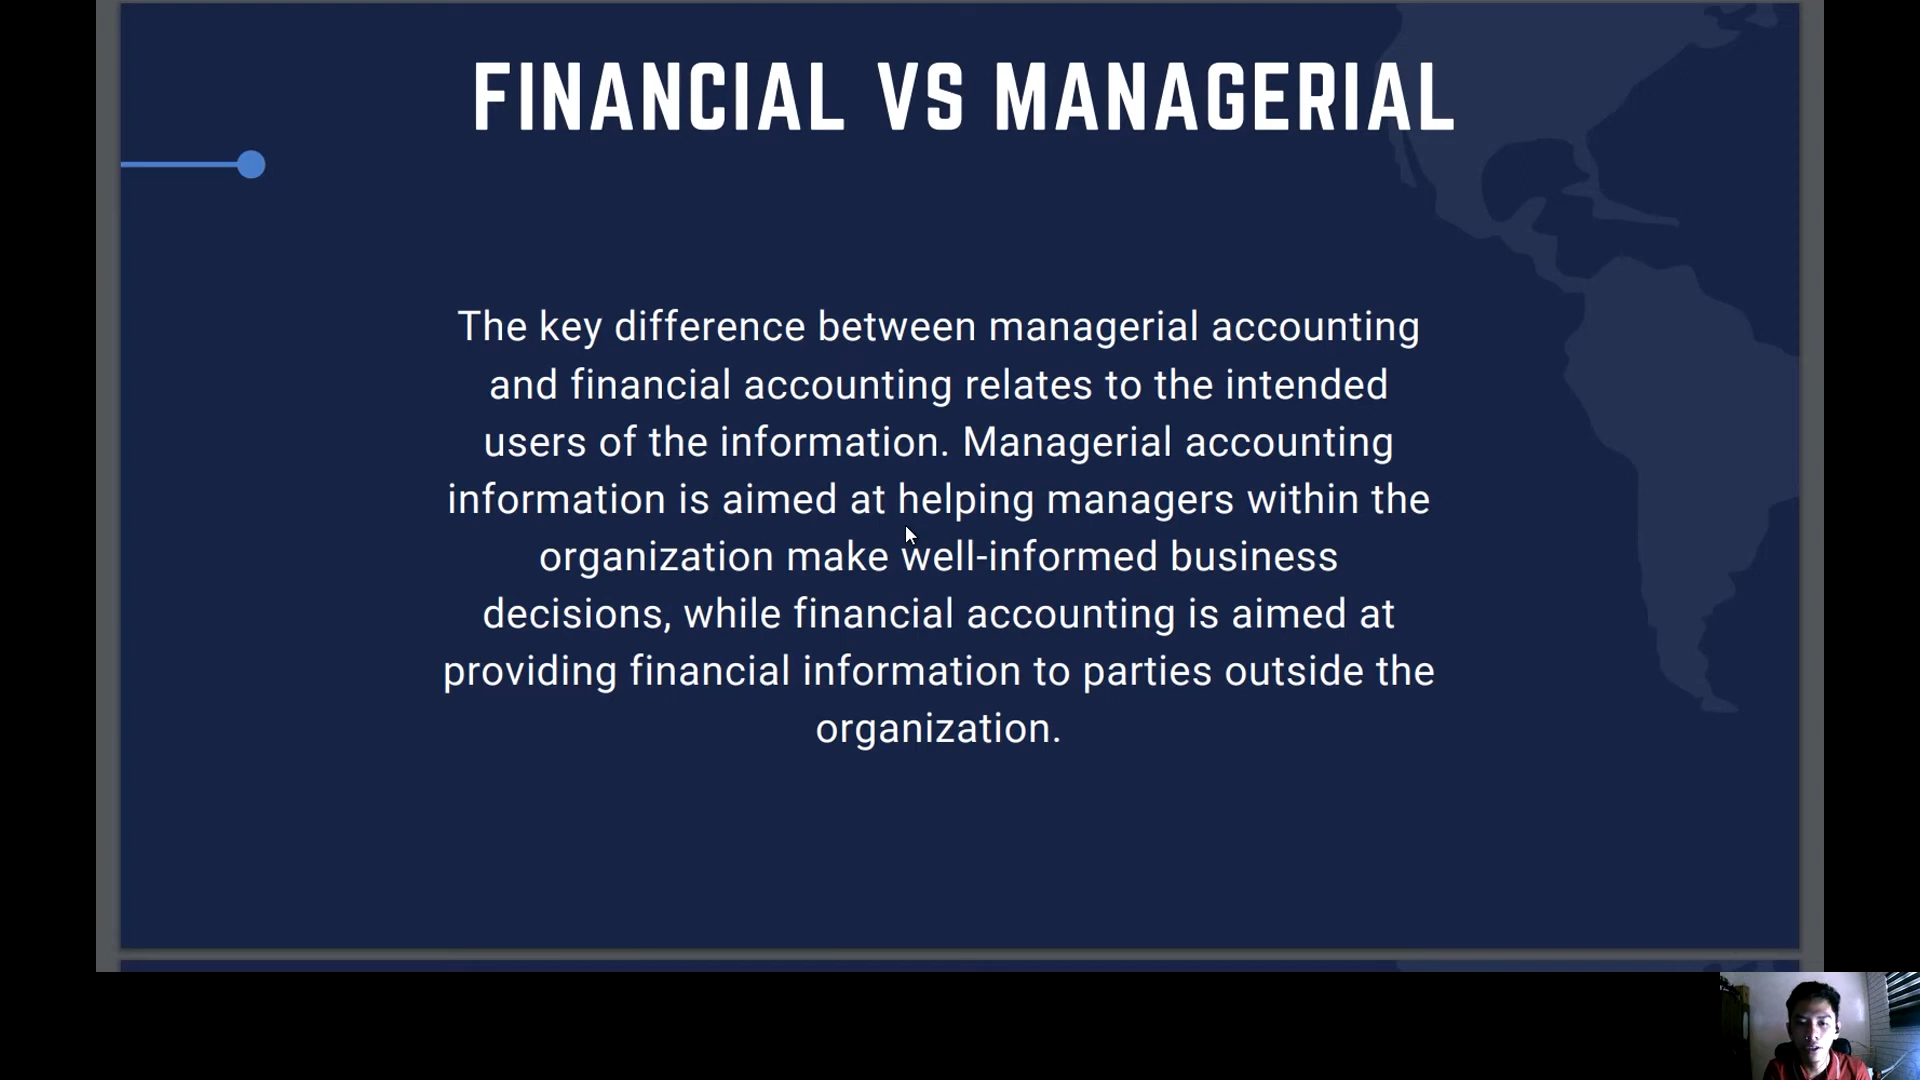 FINANCIAL VS MANAGERIAL
The key difference between managerial accounting
and financial accounting relates to the intended
users of the information. Managerial accounting
information is aimed at helping managers within the
organization make well-informed business
decisions, while financial accounting is aimed at
providing financial information to parties outside the
organization.